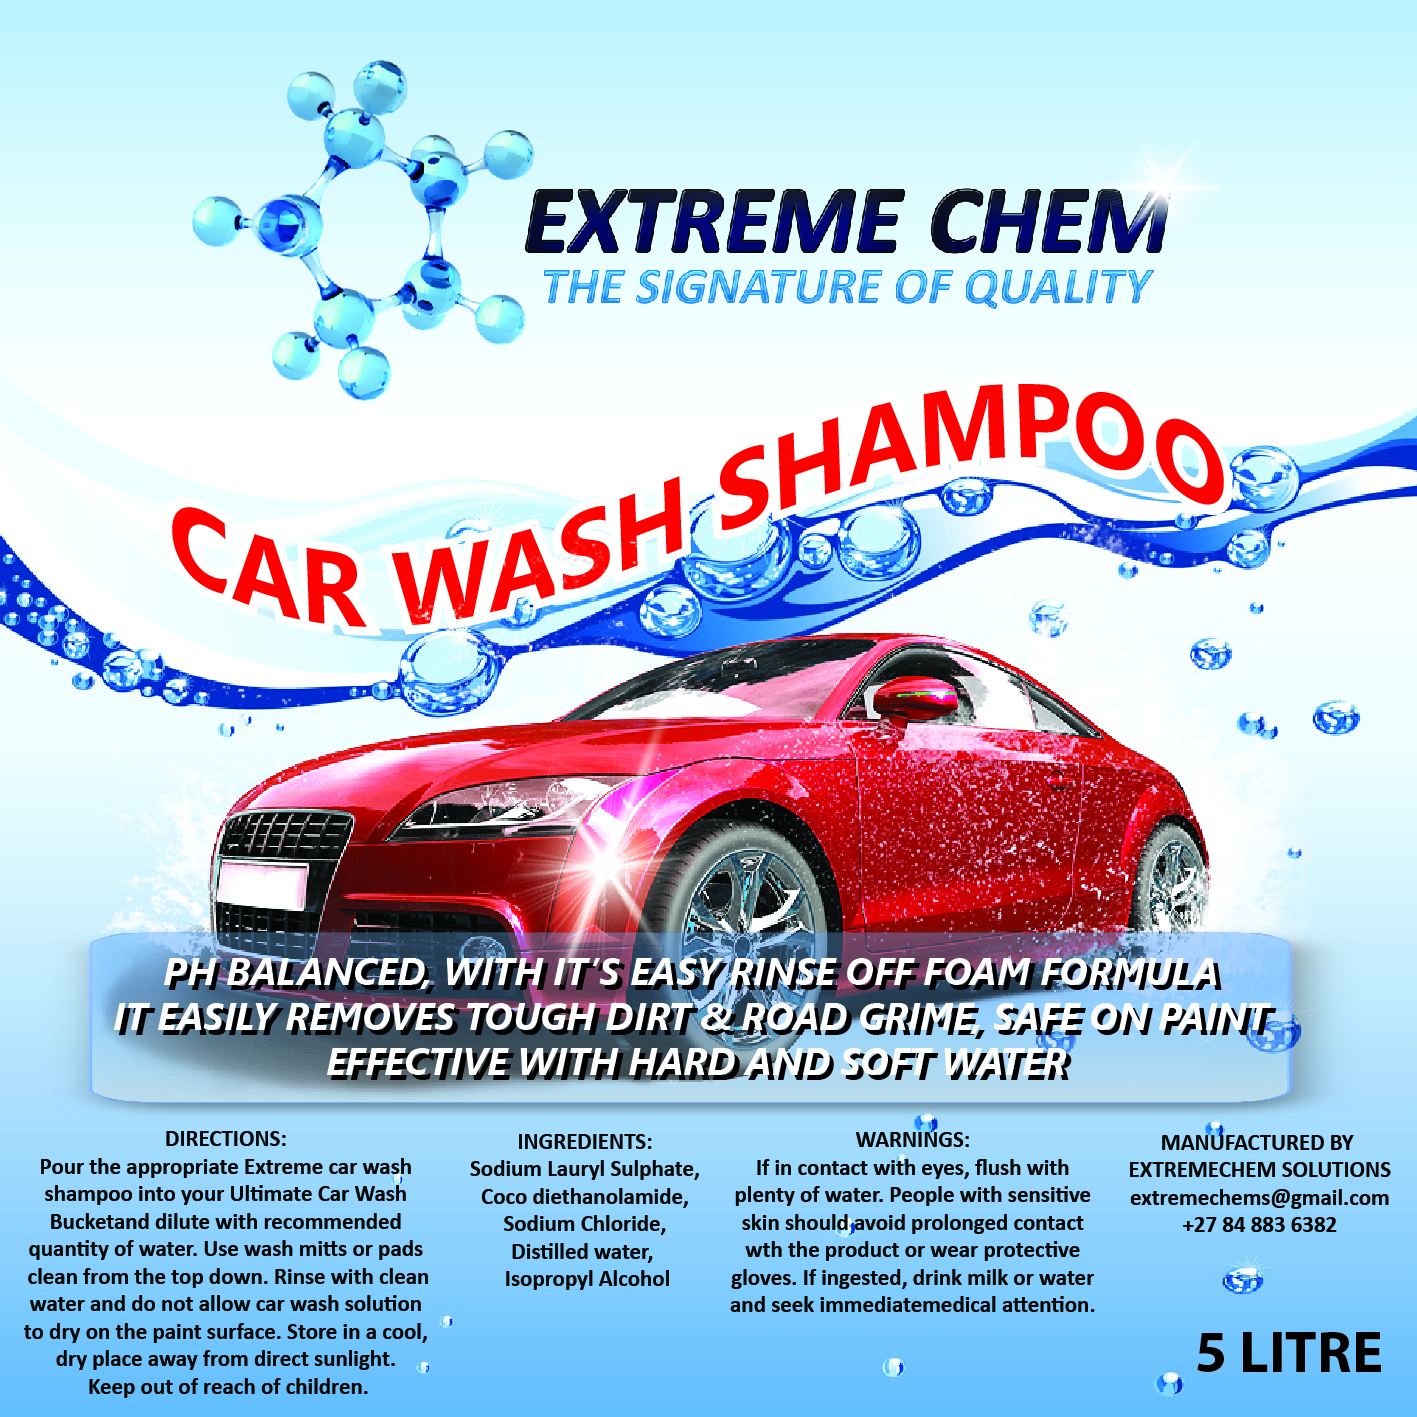 EXTREME CHEM
THE SIGNATURE OF QUALITY
CAR WASH SHAMPOO
PH BALANCED, WITH IT'S EASY RINSE OFF FOAM FORMULA
IT EASILY REMOVES TOUGH DIRT & ROAD GRIME, SAFE ON PAINT
EFFECTIVE WITH HARD AND SOFT WATER
DIRECTIONS:
Pour the appropriate Extreme car wash
shampoo into your Ultimate Car Wash
Bucketand dilute with recommended
quantity of water. Use wash mitts or pads
clean from the top down. Rinse with clean
water and do not allow car wash solution
to dry on the paint surface. Store in a cool,
dry place away from direct sunlight.
Keep out of reach of children.
INGREDIENTS:
Sodium Lauryl Sulphate,
Coco diethanolamide,
Sodium Chloride,
Distilled water,
Isopropyl Alcohol
WARNINGS:
If in contact with eyes, flush with
plenty of water. People with sensitive
skin should avoid prolonged contact
wth the product or wear protective
gloves. If ingested, drink milk or water
and seek immediatemedical attention.
MANUFACTURED BY
EXTREMECHEM SOLUTIONS
extremechems@gmail.com
+27 84 883 6382
5 LITRE